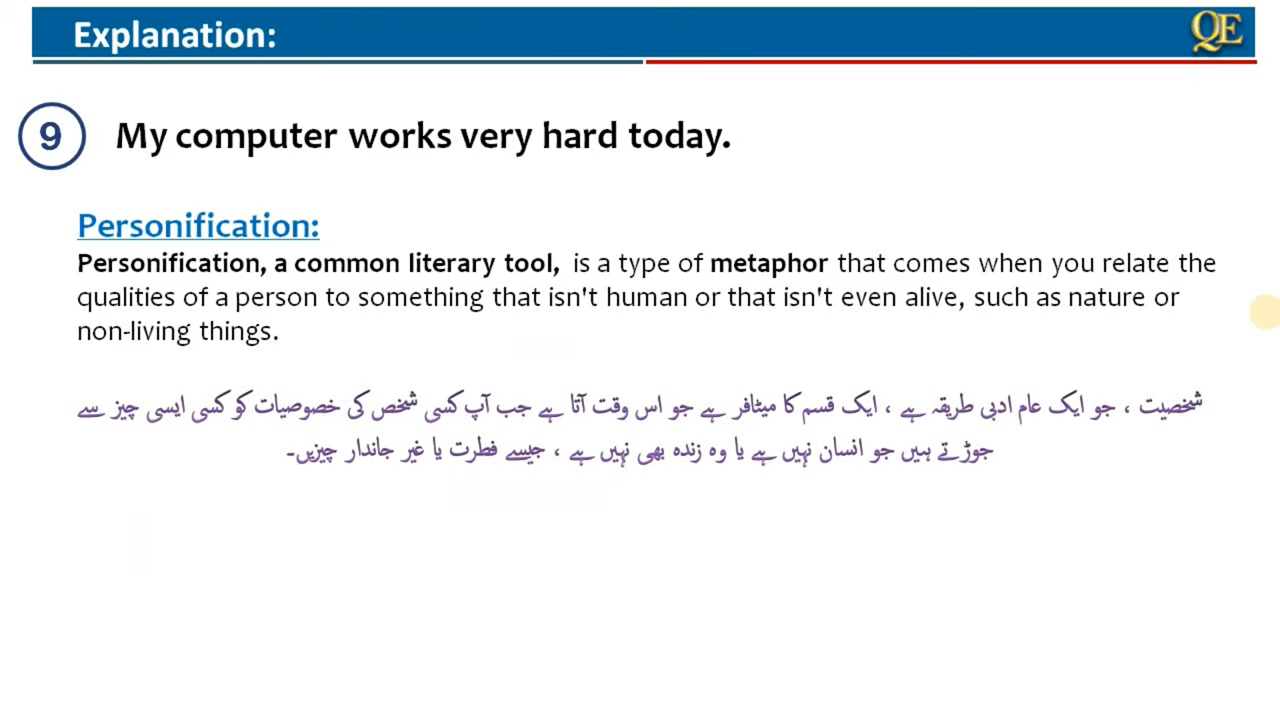 Explanation:
QE
9
My computer works very hard today.
Personification:
Personification, a common literary tool, is a type of metaphor that comes when you relate the
qualities of a person to something that isn't human or that isn't even alive, such as nature or
non-living things.
شخصیت ، جو ایک عام ادبی طریقہ ہے ، ایک قسم کا میٹافر ہے جو اس وقت آتا ہے جب آپ کسی شخص کی خصوصیات کو کسی ایسی چیز سے
جوڑتے ہیں جو انسان نہیں ہے یا وہ زندہ بھی نہیں ہے ، جیسے فطرت یا غیر جاندار چیزیں۔